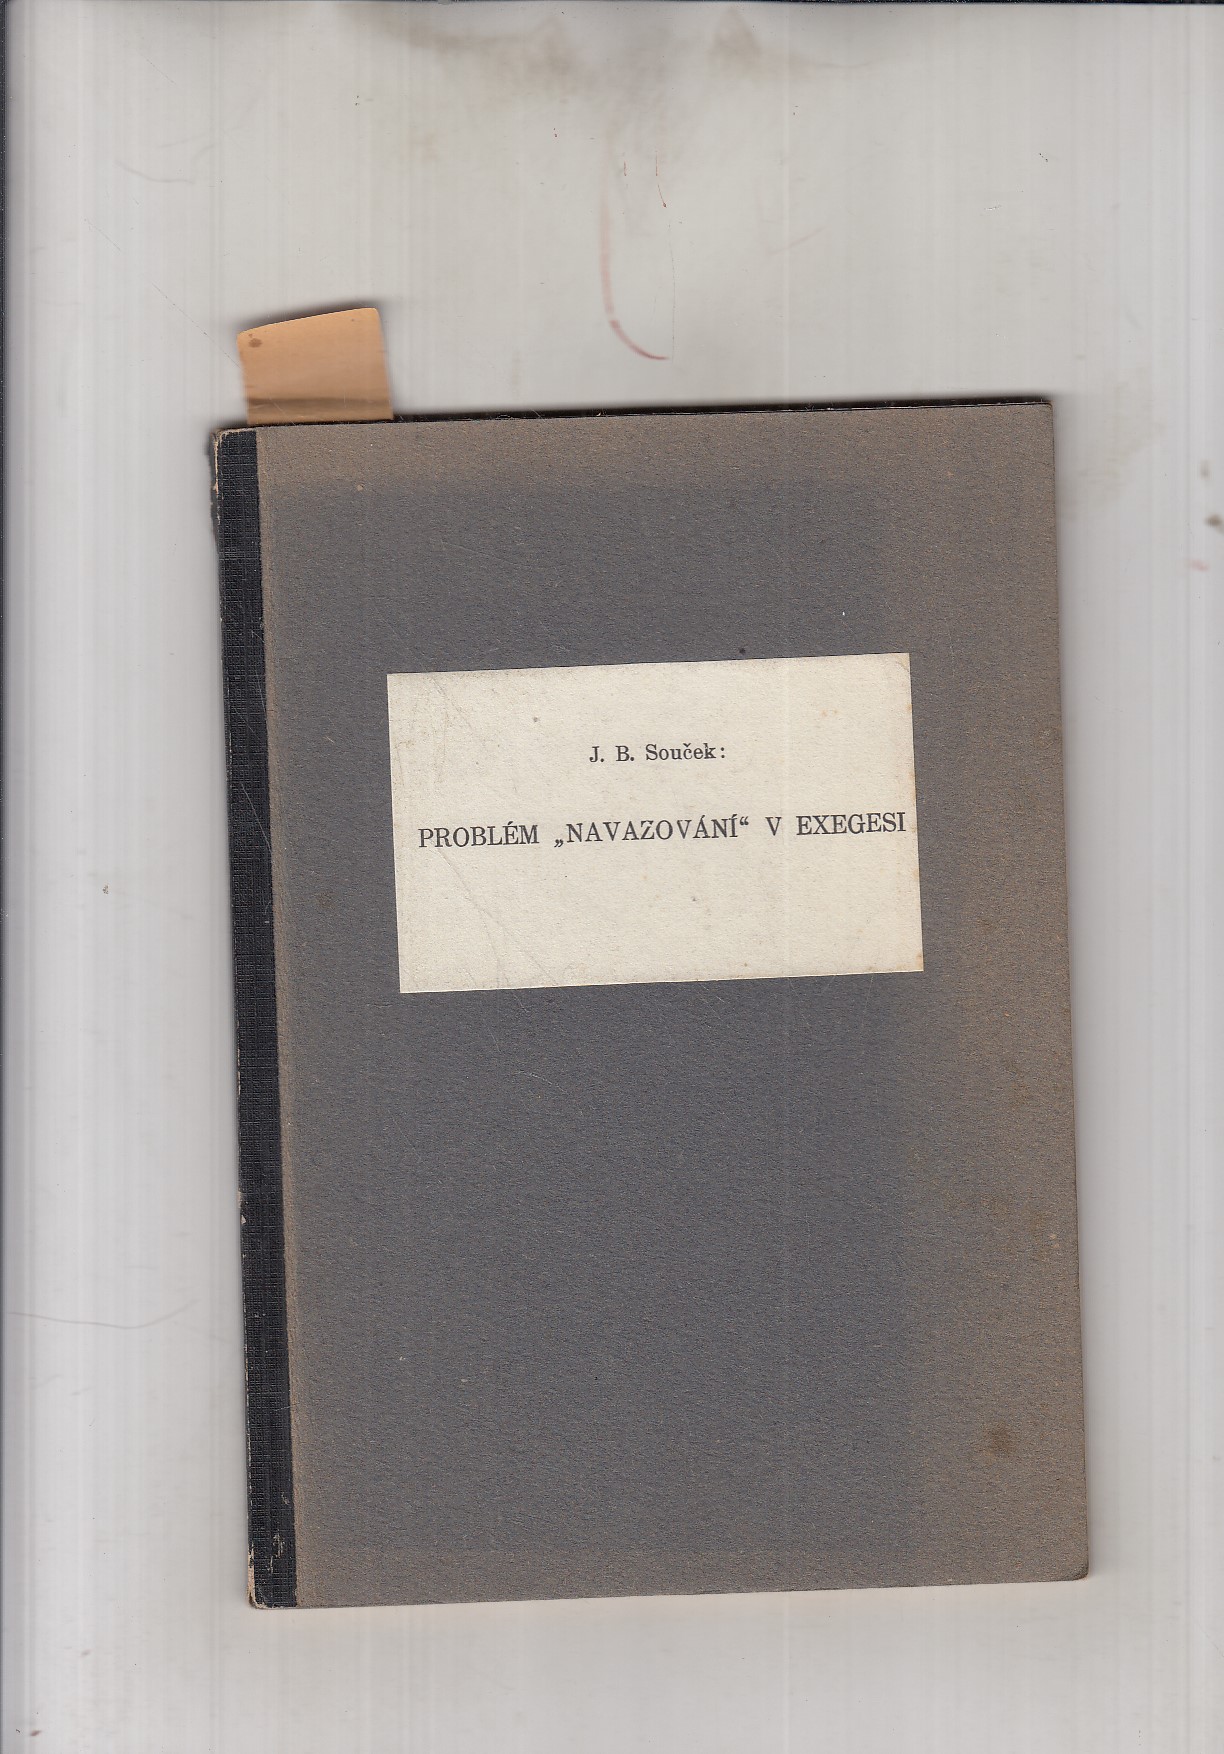 J. B. Souček:
PROBLÉM „NAVAZOVÁNÍ“ V EXEGESI